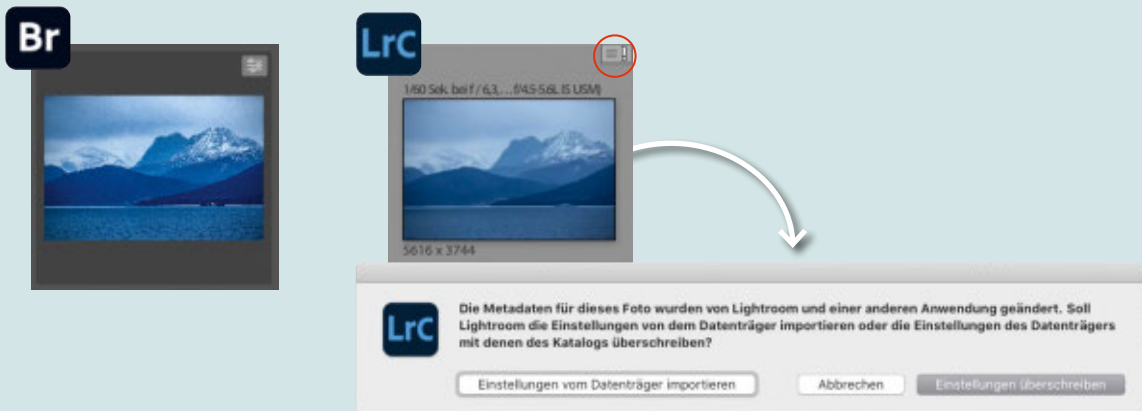 Br
LrC
1/60 Sek. bei f / 6,3, ... f/4.5-5.6L IS USM)
5616 x 3744
LrC
Die Metadaten für dieses Foto wurden von Lightroom und einer anderen Anwendung geändert. Soll
Lightroom die Einstellungen von dem Datenträger importieren oder die Einstellungen des Datenträgers
mit denen des Katalogs überschreiben?
Einstellungen vom Datenträger importieren
Abbrechen
Einstellungen überschreiben